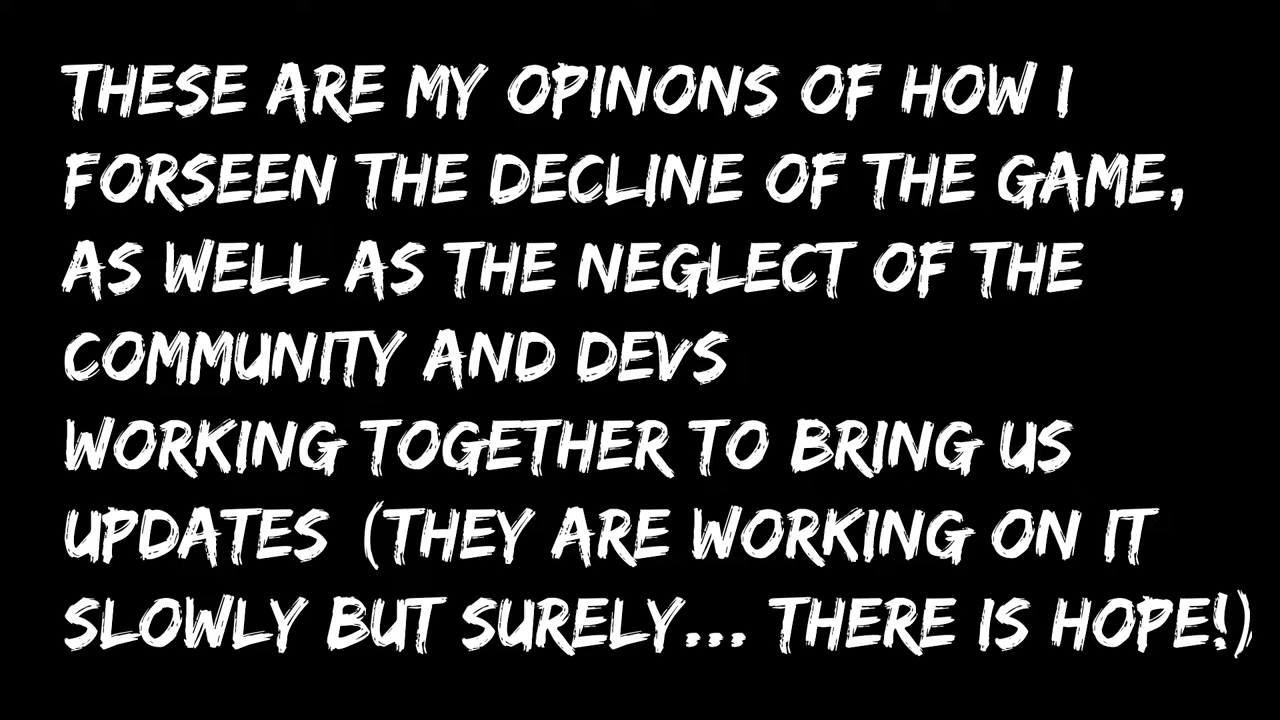 THESE ARE MY OPINONS OF HOW I
FORSEEN THE DECLINE OF THE GAME,
AS WELL AS THE NEGLECT OF THE
COMMUNITY AND DEVS
WORKING TOGETHER TO BRING US
UPDATES (THEY ARE WORKING ON IT
SLOWLY BUT SURELY... THERE IS HOPE!)